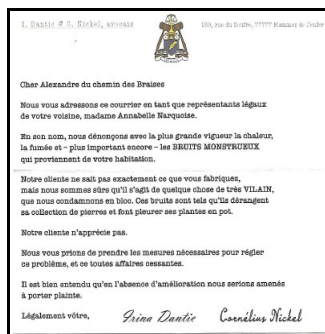 I. Dantic & C. Nickel, avocats
Cher Alexandre du chemin des Braises
Nous vous adressons ce courrier en tant que représentants légaux
de votre voisine, madame Annabelle Narquoise.
En son nom, nous dénonçons avec la plus grande vigueur la chaleur,
la fumée et – plus important encore – les BRUITS MONSTRUEUX
qui proviennent de votre habitation.
Notre cliente ne sait pas exactement ce que vous fabriquez,
mais nous sommes sûrs qu'il s'agit de quelque chose de très VILAIN,
que nous condamnons en bloc. Ces bruits sont tels qu'ils dérangent
sa collection de pierres et font pleurer ses plantes en pot.
Notre cliente n'apprécie pas.
Nous vous prions de prendre les mesures nécessaires pour régler
ce problème, et ce toutes affaires cessantes.
Il est bien entendu qu'en l'absence d'amélioration nous serions amenés
à porter plainte.
Légalement vôtre,
Irina Dantic Cornélius Nickel